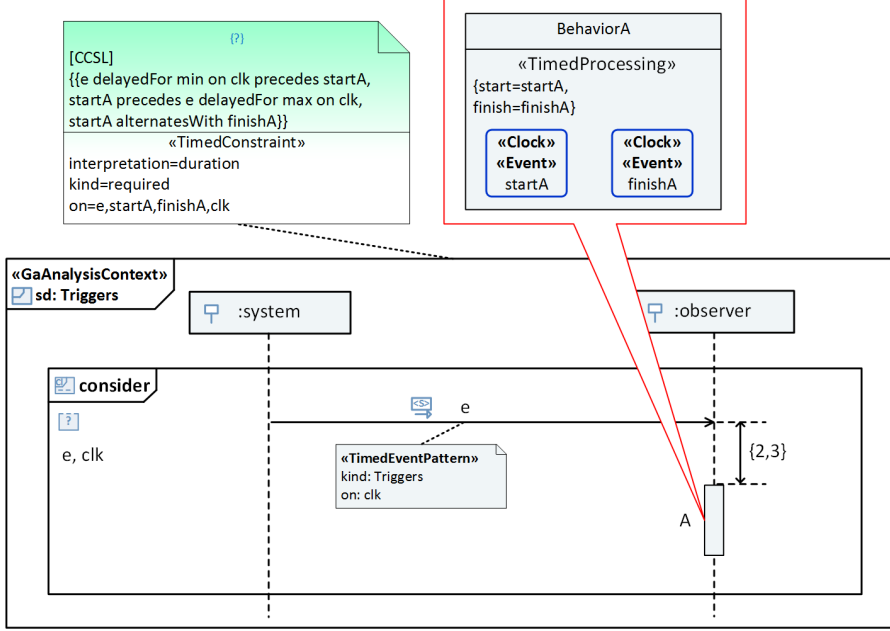 {?}
[CCSL]
{{e delayedFor min on clk precedes startA,
startA precedes e delayedFor max on clk,
startA alternatesWith finishA}}
«TimedConstraint»
interpretation=duration
kind=required
on=e,startA,finishA,clk
BehaviorA
«TimedProcessing»
{start=startA,
finish=finishA}
«Clock»
«Event»
startA
«Clock»
«Event»
finishA
«GaAnalysisContext»
sd: Triggers
:system
:observer
consider
[?]
e, clk
<S>
e
«TimedEventPattern»
kind: Triggers
on: clk
{2,3}
A